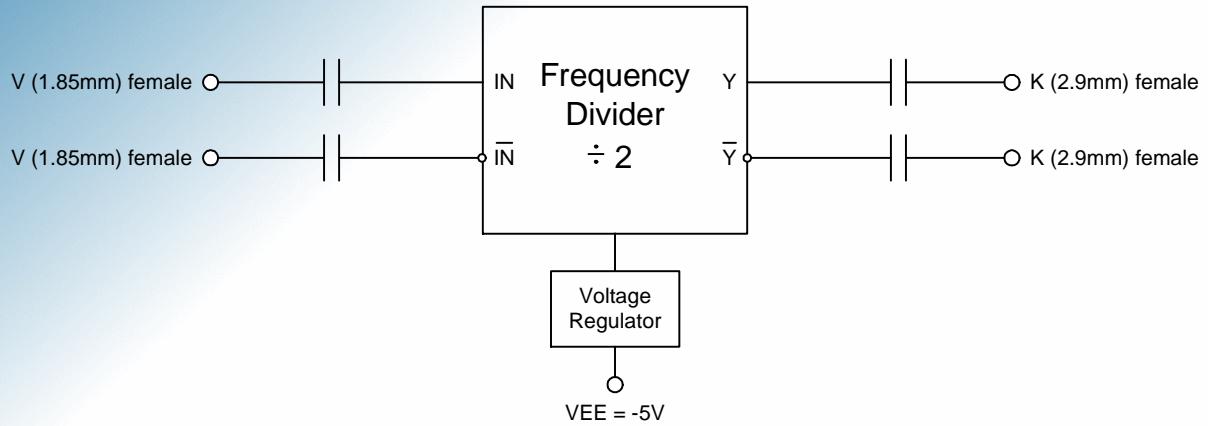 V (1.85mm) female
IN
Frequency
Divider
÷ 2
Y
K (2.9mm) female
V (1.85mm) female
I̅N̅
Y̅
K (2.9mm) female
Voltage
Regulator
VEE = -5V